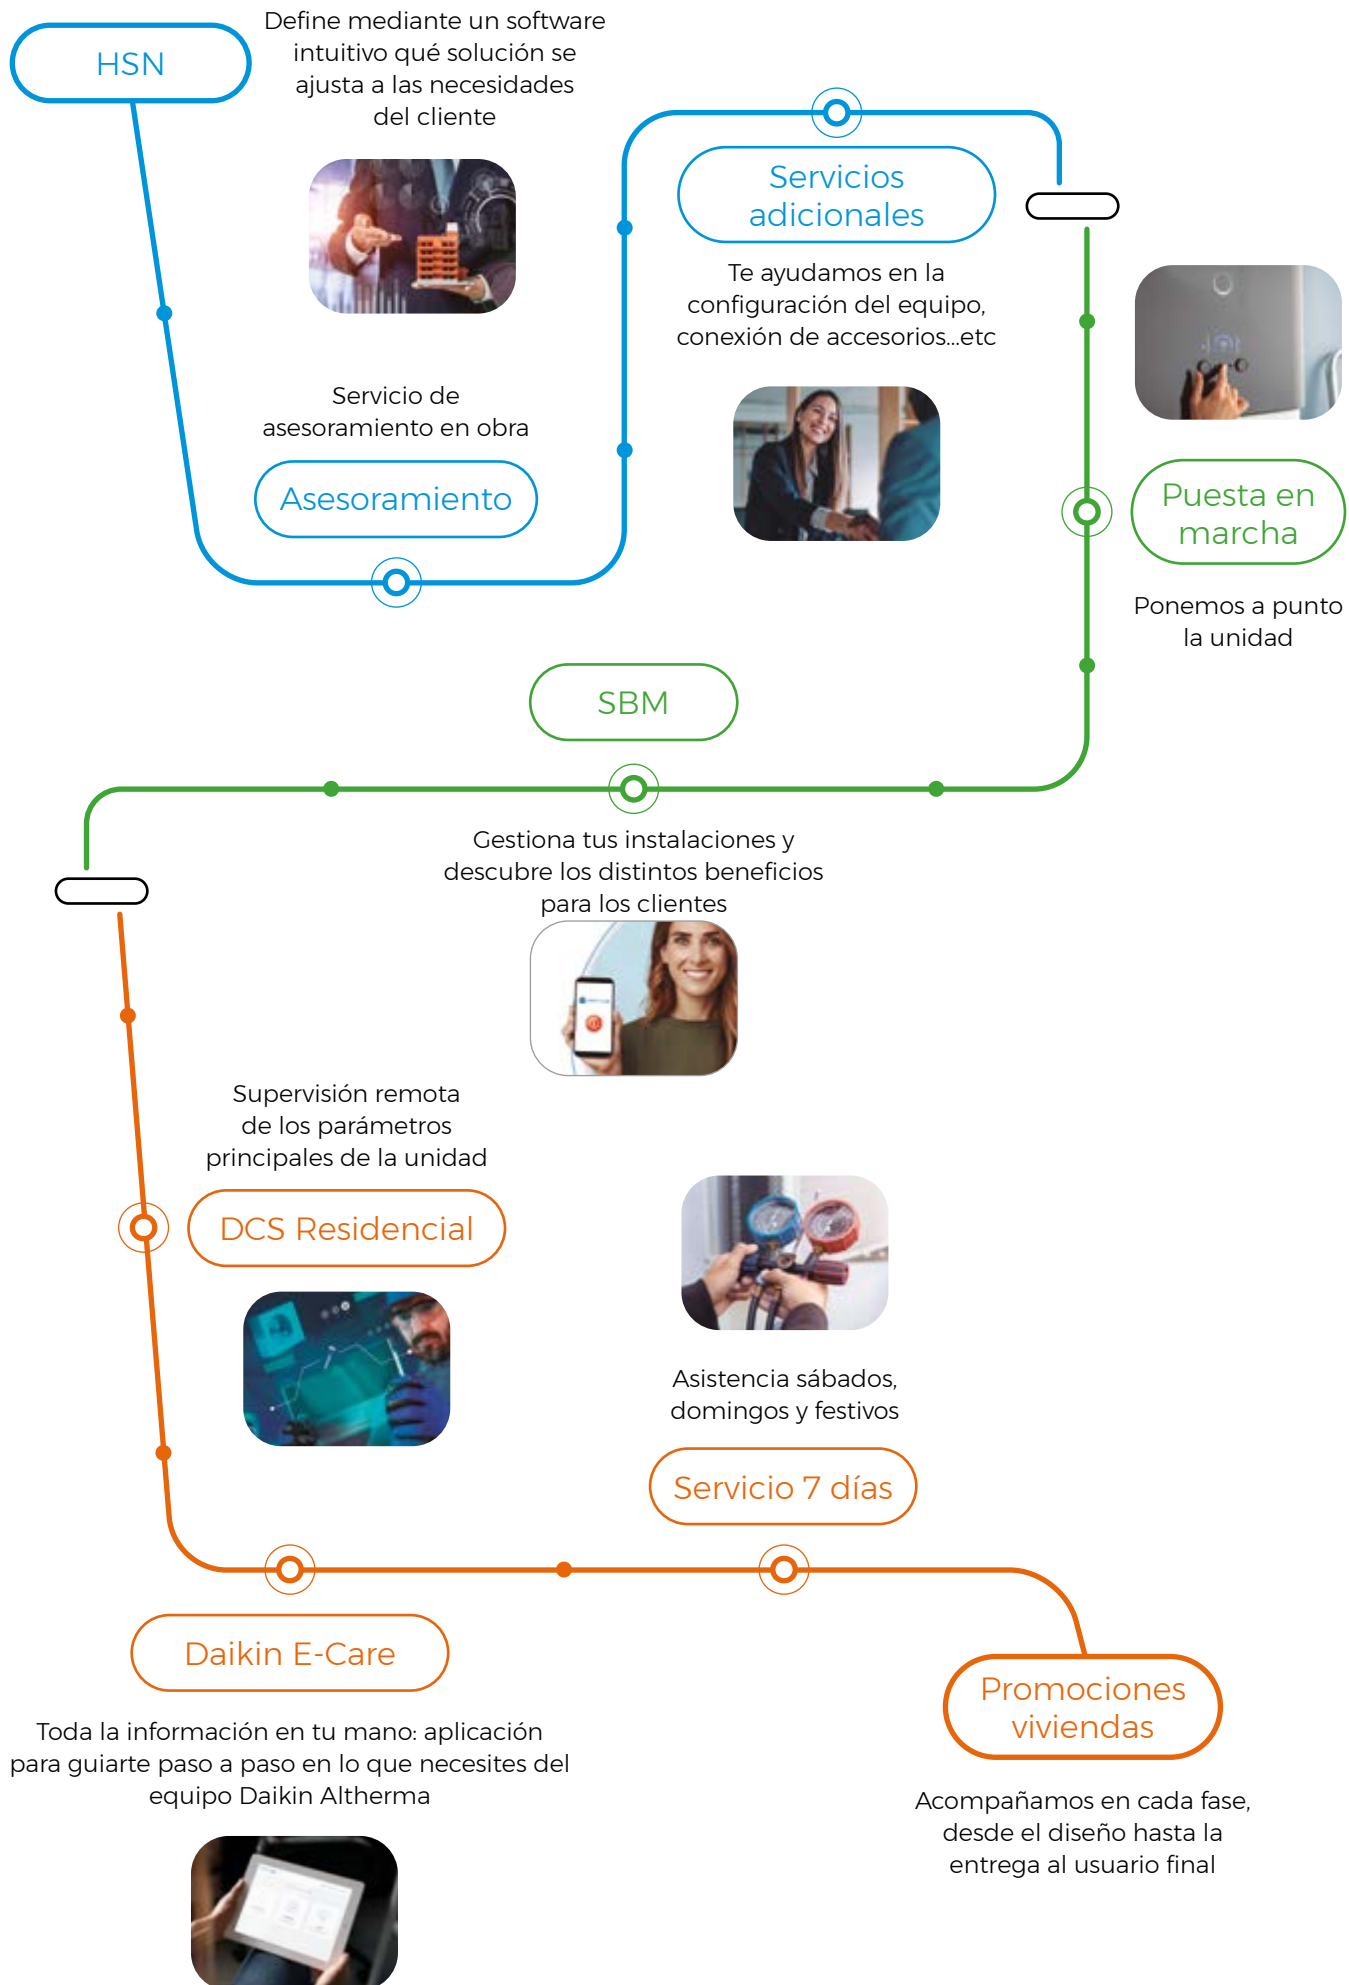 HSN
Define mediante un software
intuitivo qué solución se
ajusta a las necesidades
del cliente
Servicio de
asesoramiento en obra
Asesoramiento
Servicios
adicionales
Te ayudamos en la
configuración del equipo,
conexión de accesorios...etc
Puesta en
marcha
Ponemos a punto
la unidad
SBM
Gestiona tus instalaciones y
descubre los distintos beneficios
para los clientes
Supervisión remota
de los parámetros
principales de la unidad
DCS Residencial
Asistencia sábados,
domingos y festivos
Servicio 7 días
Daikin E-Care
Toda la información en tu mano: aplicación
para guiarte paso a paso en lo que necesites del
equipo Daikin Altherma
Promociones
viviendas
Acompañamos en cada fase,
desde el diseño hasta la
entrega al usuario final